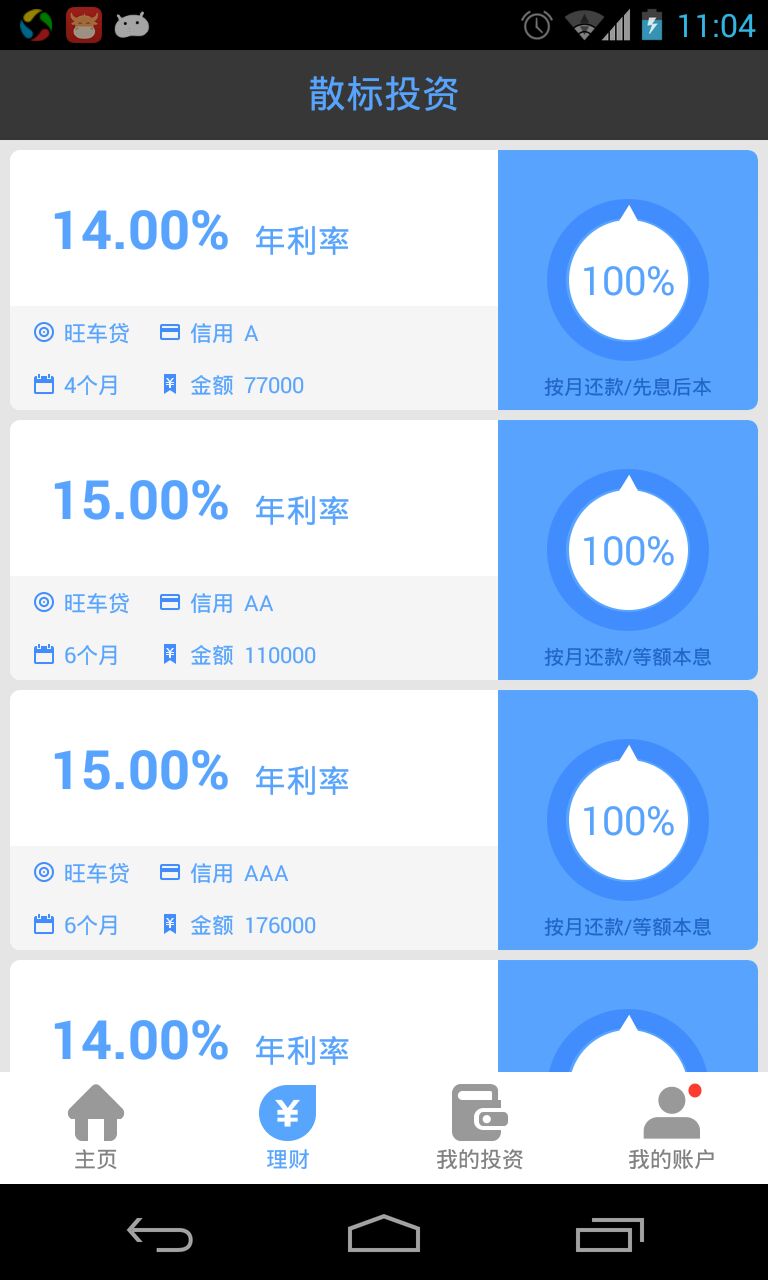 11:04
散标投资
14.00% 年利率
100%
旺车贷 信用 A
4个月 金额 77000
按月还款/先息后本
15.00% 年利率
100%
旺车贷 信用 AA
6个月 金额 110000
按月还款/等额本息
15.00% 年利率
100%
旺车贷 信用 AAA
6个月 金额 176000
按月还款/等额本息
14.00% 年利率
主页 理财 我的投资 我的账户